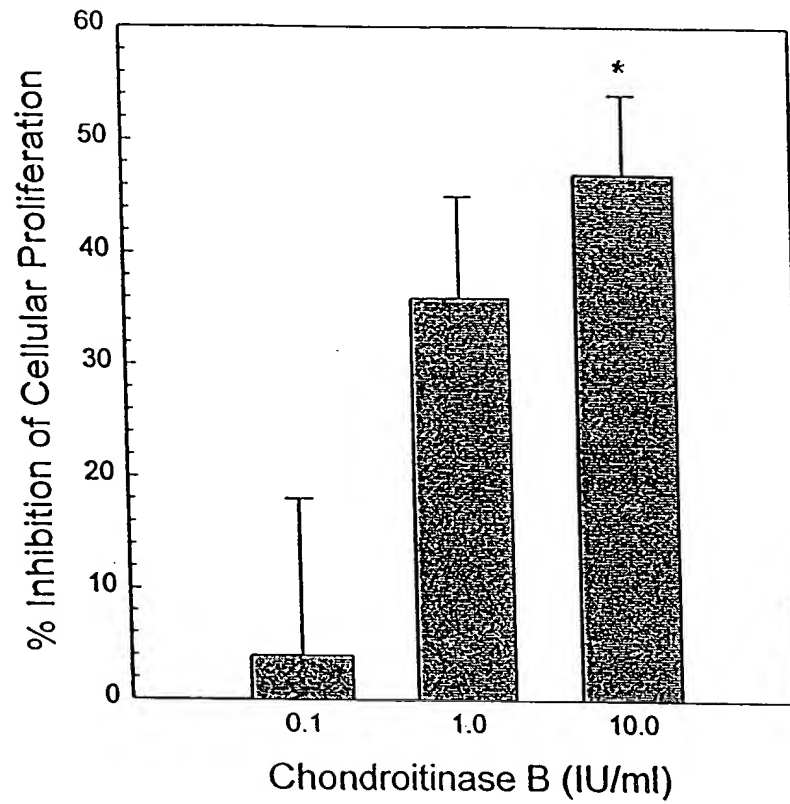 % Inhibition of Cellular Proliferation
60
50
40
30
20
10
0
*
0.1 1.0 10.0
Chondroitinase B (IU/ml)